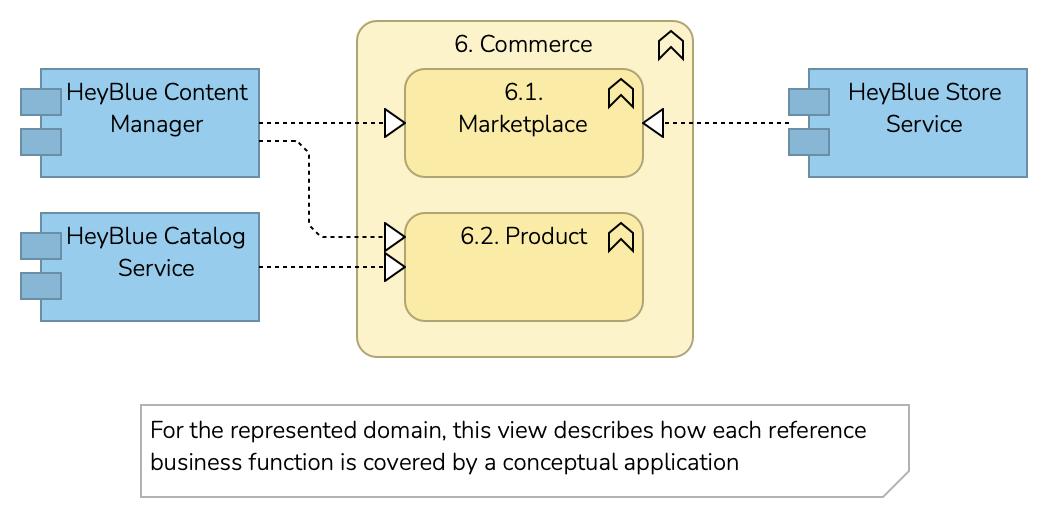 6. Commerce
HeyBlue Content
Manager
6.1.
Marketplace
HeyBlue Store
Service
HeyBlue Catalog
Service
6.2. Product
For the represented domain, this view describes how each reference
business function is covered by a conceptual application